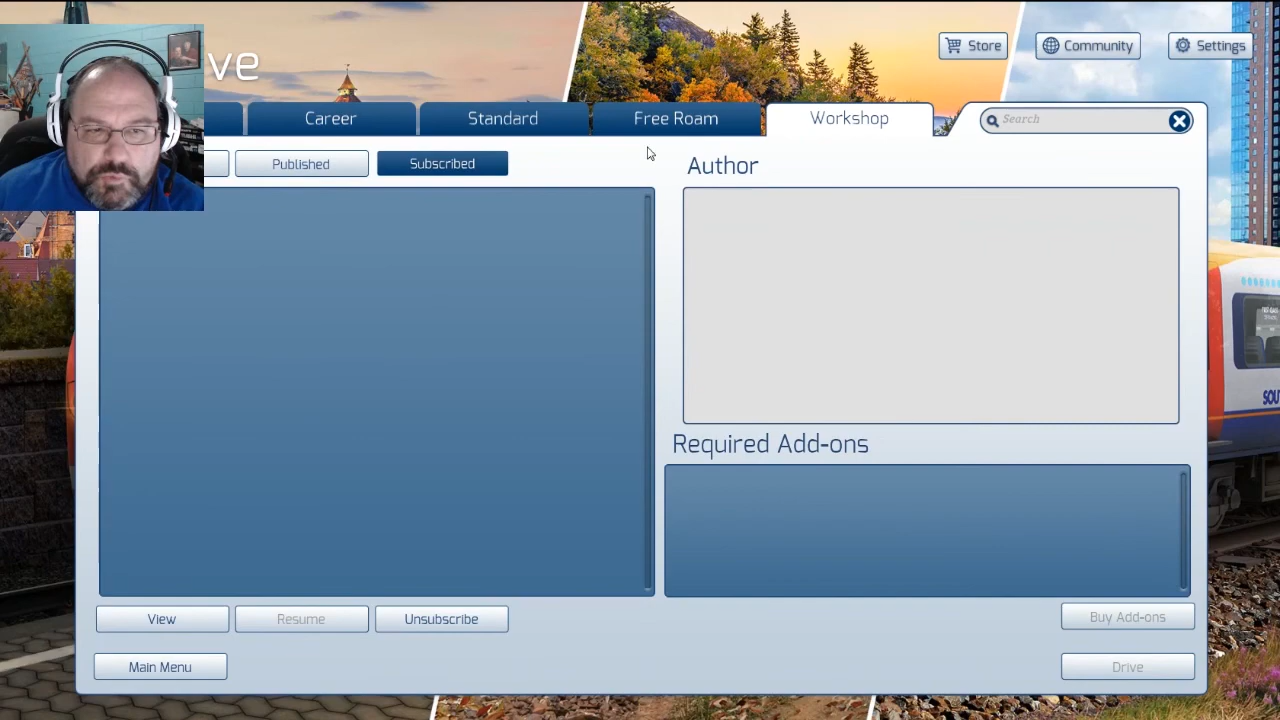 ve
Store
Community
Settings
Career
Standard
Free Roam
Workshop
Search
Published
Subscribed
Author
Required Add-ons
View
Resume
Unsubscribe
Buy Add-ons
Main Menu
Drive
SOU